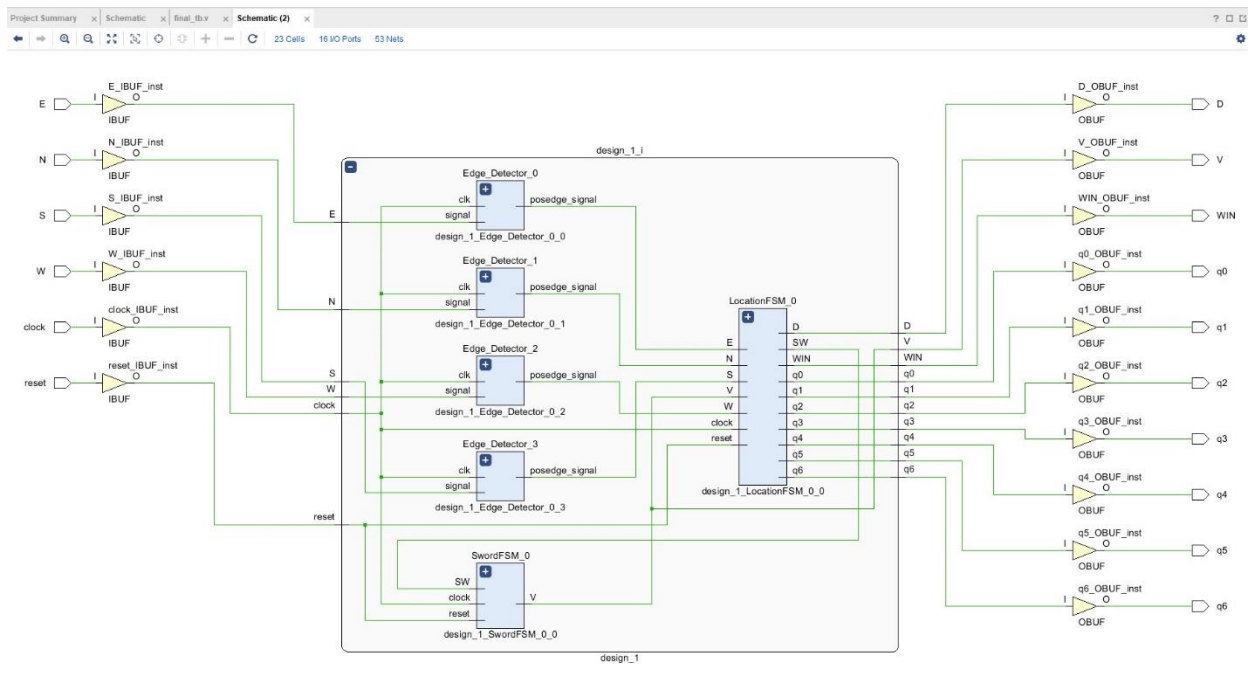 Project Summary × Schematic × final_tb.v × Schematic (2) × ?
23 Cells 16 I/O Ports 53 Nets
E I E_IBUF_inst O IBUF
N I N_IBUF_inst O IBUF
S I S_IBUF_inst O IBUF
W I W_IBUF_inst O IBUF
clock I clock_IBUF_inst O IBUF
reset I reset_IBUF_inst O IBUF
design_1_i
E
N
S
W
clock
reset
Edge_Detector_0
clk posedge_signal
signal
design_1_Edge_Detector_0_0
Edge_Detector_1
clk posedge_signal
signal
design_1_Edge_Detector_0_1
Edge_Detector_2
clk posedge_signal
signal
design_1_Edge_Detector_0_2
Edge_Detector_3
clk posedge_signal
signal
design_1_Edge_Detector_0_3
SwordFSM_0
SW
clock V
reset
design_1_SwordFSM_0_0
LocationFSM_0
D
E SW
N WIN
S q0
V q1
W q2
clock q3
reset q4
q5
q6
design_1_LocationFSM_0_0
D
V
WIN
q0
q1
q2
q3
q4
q5
q6
design_1
I D_OBUF_inst O OBUF D
I V_OBUF_inst O OBUF V
I WIN_OBUF_inst O OBUF WIN
I q0_OBUF_inst O OBUF q0
I q1_OBUF_inst O OBUF q1
I q2_OBUF_inst O OBUF q2
I q3_OBUF_inst O OBUF q3
I q4_OBUF_inst O OBUF q4
I q5_OBUF_inst O OBUF q5
I q6_OBUF_inst O OBUF q6